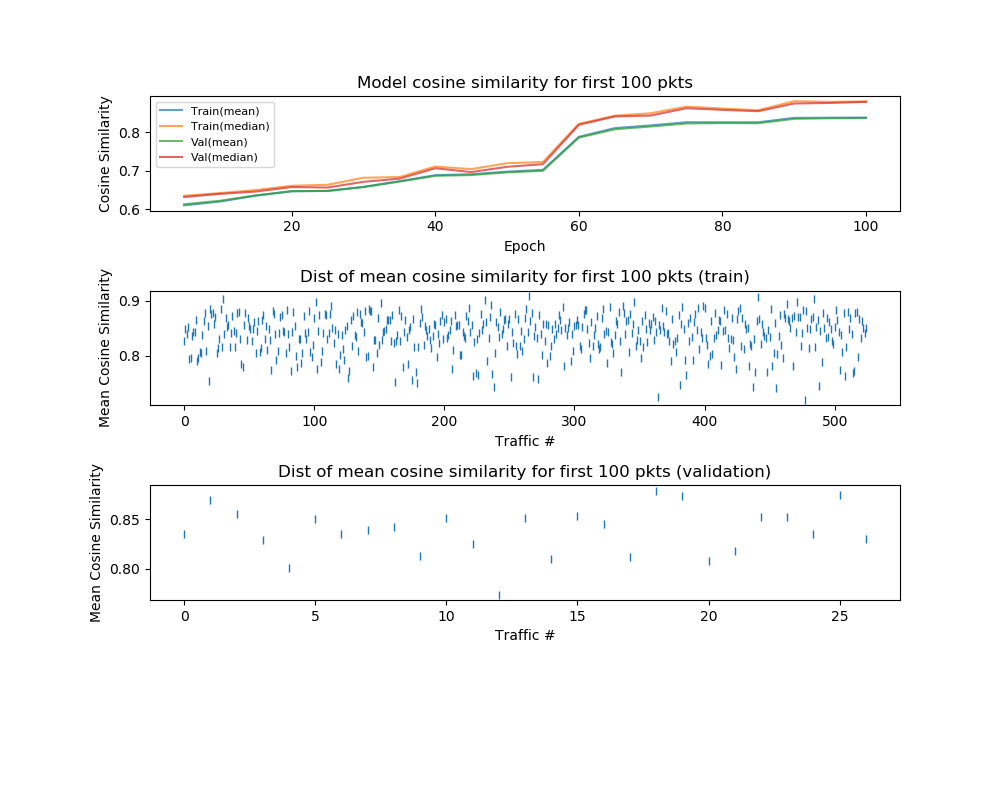 Model cosine similarity for first 100 pkts
Cosine Similarity
0.8
0.7
0.6
Train(mean)
Train(median)
Val(mean)
Val(median)
20 40 60 80 100
Epoch
Dist of mean cosine similarity for first 100 pkts (train)
Mean Cosine Similarity
0.9
0.8
0 100 200 300 400 500
Traffic #
Dist of mean cosine similarity for first 100 pkts (validation)
Mean Cosine Similarity
0.85
0.80
0 5 10 15 20 25
Traffic #